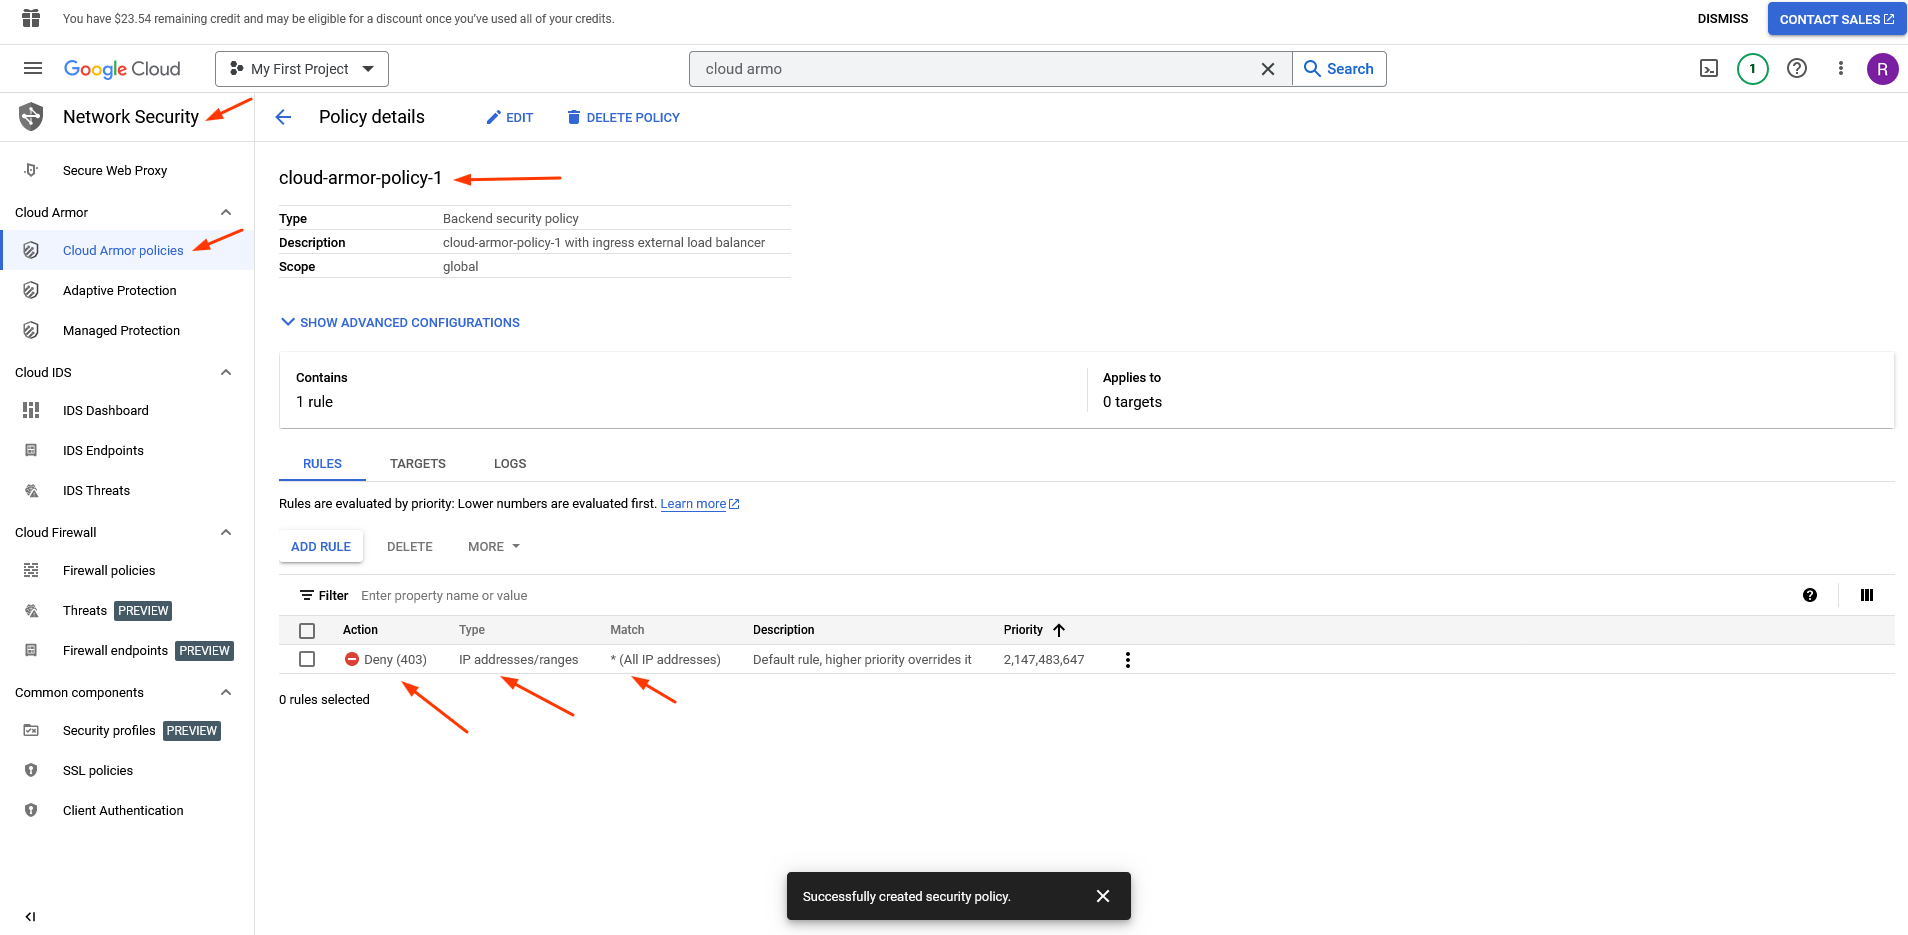 You have $23.54 remaining credit and may be eligible for a discount once you've used all of your credits.
DISMISS
CONTACT SALES
Google Cloud
My First Project
cloud armo
Search
1
R
Network Security
Policy details
EDIT
DELETE POLICY
Secure Web Proxy
Cloud Armor
Cloud Armor policies
Adaptive Protection
Managed Protection
Cloud IDS
IDS Dashboard
IDS Endpoints
IDS Threats
Cloud Firewall
Firewall policies
Threats PREVIEW
Firewall endpoints PREVIEW
Common components
Security profiles PREVIEW
SSL policies
Client Authentication
cloud-armor-policy-1
Type Backend security policy
Description cloud-armor-policy-1 with ingress external load balancer
Scope global
SHOW ADVANCED CONFIGURATIONS
Contains
1 rule
Applies to
0 targets
RULES TARGETS LOGS
Rules are evaluated by priority: Lower numbers are evaluated first. Learn more
ADD RULE DELETE MORE
Filter Enter property name or value
Action Type Match Description Priority
Deny (403) IP addresses/ranges * (All IP addresses) Default rule, higher priority overrides it 2,147,483,647
0 rules selected
Successfully created security policy.